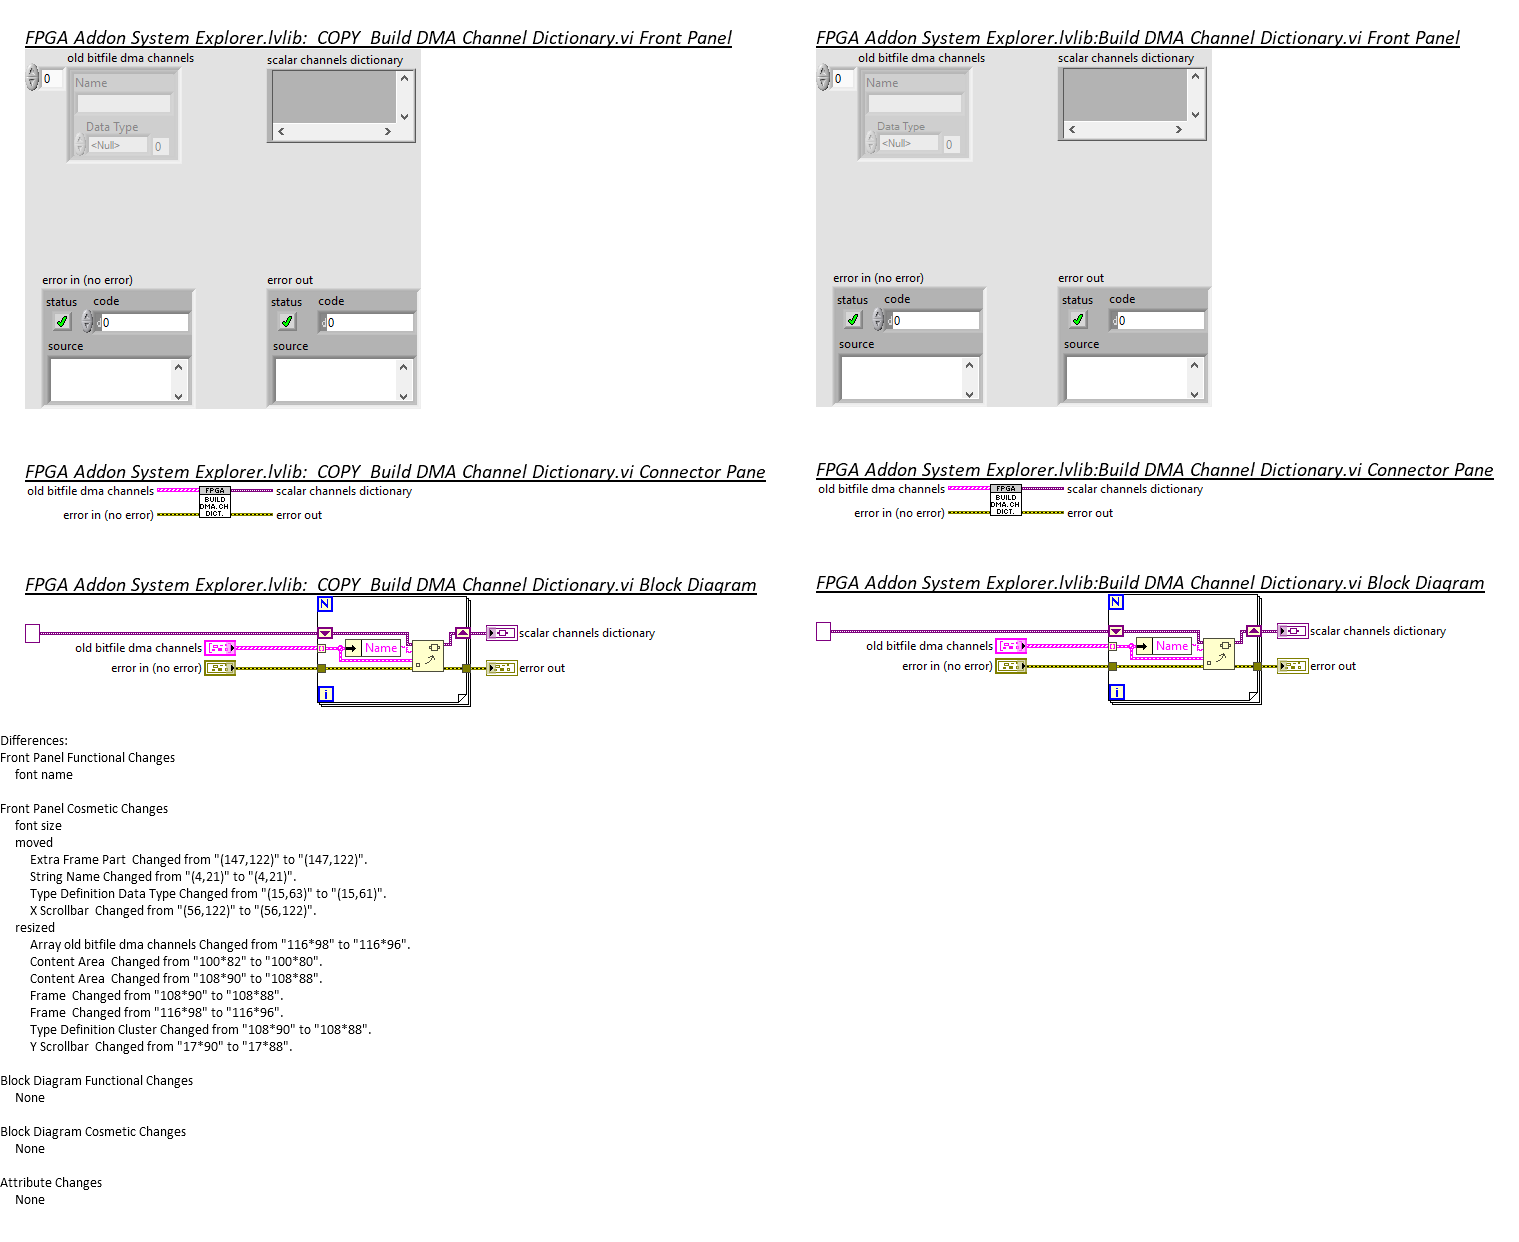 FPGA Addon System Explorer.lvlib:  COPY  Build DMA Channel Dictionary.vi Front Panel
old bitfile dma channels
scalar channels dictionary
0
Name
Data Type
<Null>
0
error in (no error)
error out
status
code
d0
source
status
code
d0
source
FPGA Addon System Explorer.lvlib:  COPY  Build DMA Channel Dictionary.vi Connector Pane
old bitfile dma channels
FPGA
BUILD
DMA.CH
DICT.
scalar channels dictionary
error in (no error)
error out
FPGA Addon System Explorer.lvlib:  COPY  Build DMA Channel Dictionary.vi Block Diagram
N
scalar channels dictionary
old bitfile dma channels
Name
error in (no error)
error out
i
FPGA Addon System Explorer.lvlib:Build DMA Channel Dictionary.vi Front Panel
old bitfile dma channels
scalar channels dictionary
0
Name
Data Type
<Null>
0
error in (no error)
error out
status
code
d0
source
status
code
d0
source
FPGA Addon System Explorer.lvlib:Build DMA Channel Dictionary.vi Connector Pane
old bitfile dma channels
FPGA
BUILD
DMA.CH
DICT.
scalar channels dictionary
error in (no error)
error out
FPGA Addon System Explorer.lvlib:Build DMA Channel Dictionary.vi Block Diagram
N
scalar channels dictionary
old bitfile dma channels
Name
error in (no error)
error out
i
Differences:
Front Panel Functional Changes
font name
Front Panel Cosmetic Changes
font size
moved
Extra Frame Part  Changed from "(147,122)" to "(147,122)".
String Name Changed from "(4,21)" to "(4,21)".
Type Definition Data Type Changed from "(15,63)" to "(15,61)".
X Scrollbar  Changed from "(56,122)" to "(56,122)".
resized
Array old bitfile dma channels Changed from "116*98" to "116*96".
Content Area  Changed from "100*82" to "100*80".
Content Area  Changed from "108*90" to "108*88".
Frame  Changed from "108*90" to "108*88".
Frame  Changed from "116*98" to "116*96".
Type Definition Cluster Changed from "108*90" to "108*88".
Y Scrollbar  Changed from "17*90" to "17*88".
Block Diagram Functional Changes
None
Block Diagram Cosmetic Changes
None
Attribute Changes
None